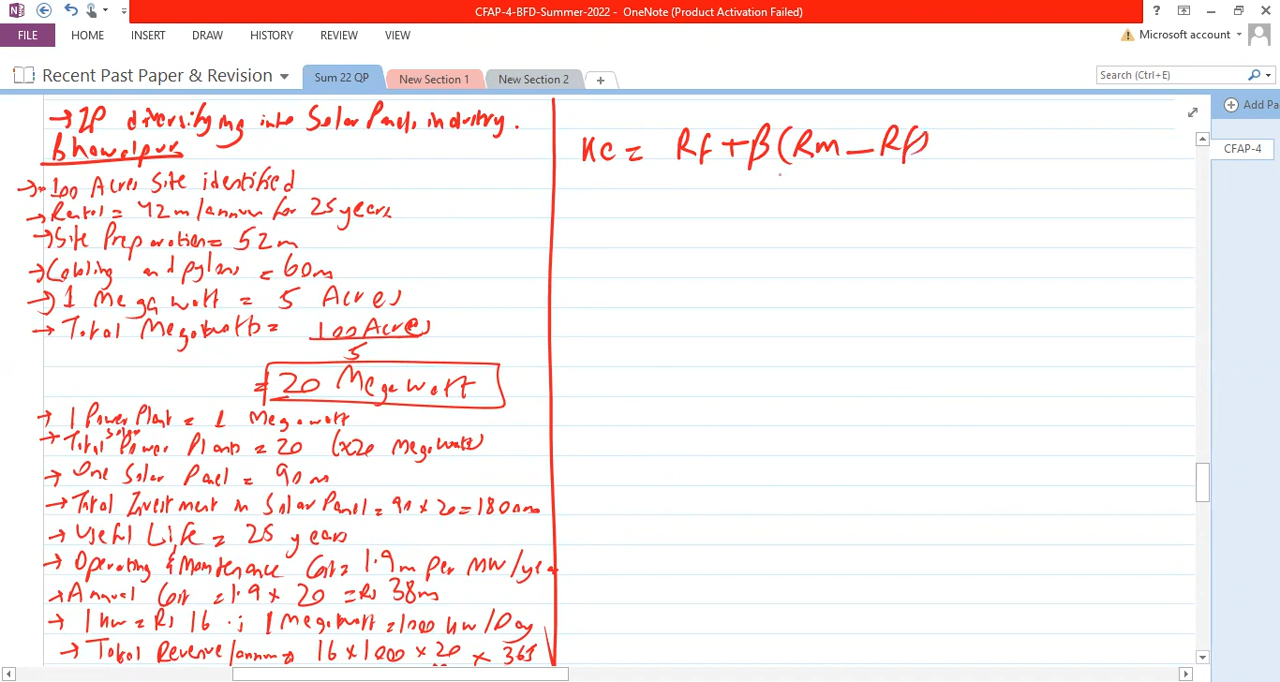 CFAP-4-BFD-Summer-2022 - OneNote (Product Activation Failed)
FILE HOME INSERT DRAW HISTORY REVIEW VIEW
Microsoft account
Recent Past Paper & Revision
Sum 22 QP
New Section 1
New Section 2
Search (Ctrl+E)
Add Pa
CFAP-4
→ IP diversifying into Solar Panel industry.
Bhawalpur
→ 100 Acres Site identified
→ Rental = 42m/annum for 25 years
→ Site Preparation = 52m
→ Cabling and pylons = 60m
→ 1 Mega watt = 5 Acres
→ Total Megawatts = 100 Acres
5
= 20 Mega watt
→ 1 Power Plant = 1 Megawatt
→ Total Solar Power Plants = 20 (x20 Megawatt)
→ One Solar Panel = 90m
→ Total Investment in Solar Panel = 90 x 20 = 1800m
→ Useful Life = 25 years
→ Operating & Maintenance Cost = 1.9m per MW/year
→ Annual Cost = 1.9 x 20 = Rs 38m
→ 1 kw = Rs 16 ; 1 Megawatt = 1000 kw/Day
→ Total Revenue/annum → 16 x 1000 x 20 x 365
Ke = Rf + β (Rm – Rf)